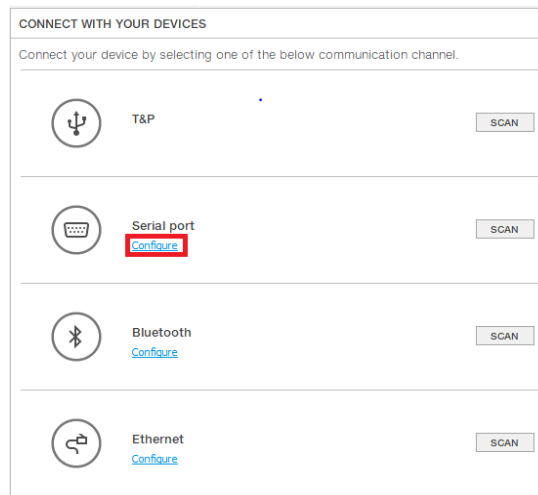 CONNECT WITH YOUR DEVICES
Connect your device by selecting one of the below communication channel.
T&P
SCAN
Serial port
Configure
SCAN
Bluetooth
Configure
SCAN
Ethernet
Configure
SCAN